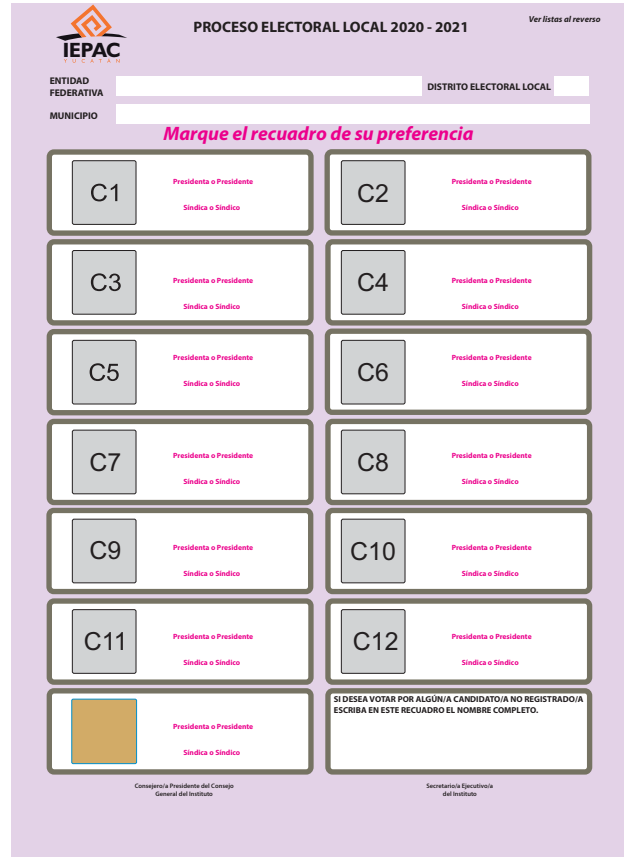 IEPAC
YUCATÁN
PROCESO ELECTORAL LOCAL 2020 - 2021
Ver listas al reverso
ENTIDAD
FEDERATIVA
DISTRITO ELECTORAL LOCAL
MUNICIPIO
Marque el recuadro de su preferencia
C1
Presidenta o Presidente
Síndica o Síndico
C2
Presidenta o Presidente
Síndica o Síndico
C3
Presidenta o Presidente
Síndica o Síndico
C4
Presidenta o Presidente
Síndica o Síndico
C5
Presidenta o Presidente
Síndica o Síndico
C6
Presidenta o Presidente
Síndica o Síndico
C7
Presidenta o Presidente
Síndica o Síndico
C8
Presidenta o Presidente
Síndica o Síndico
C9
Presidenta o Presidente
Síndica o Síndico
C10
Presidenta o Presidente
Síndica o Síndico
C11
Presidenta o Presidente
Síndica o Síndico
C12
Presidenta o Presidente
Síndica o Síndico
Presidenta o Presidente
Síndica o Síndico
SI DESEA VOTAR POR ALGÚN/A CANDIDATO/A NO REGISTRADO/A
ESCRIBA EN ESTE RECUADRO EL NOMBRE COMPLETO.
Consejero/a Presidente del Consejo
General del Instituto
Secretario/a Ejecutivo/a
del Instituto